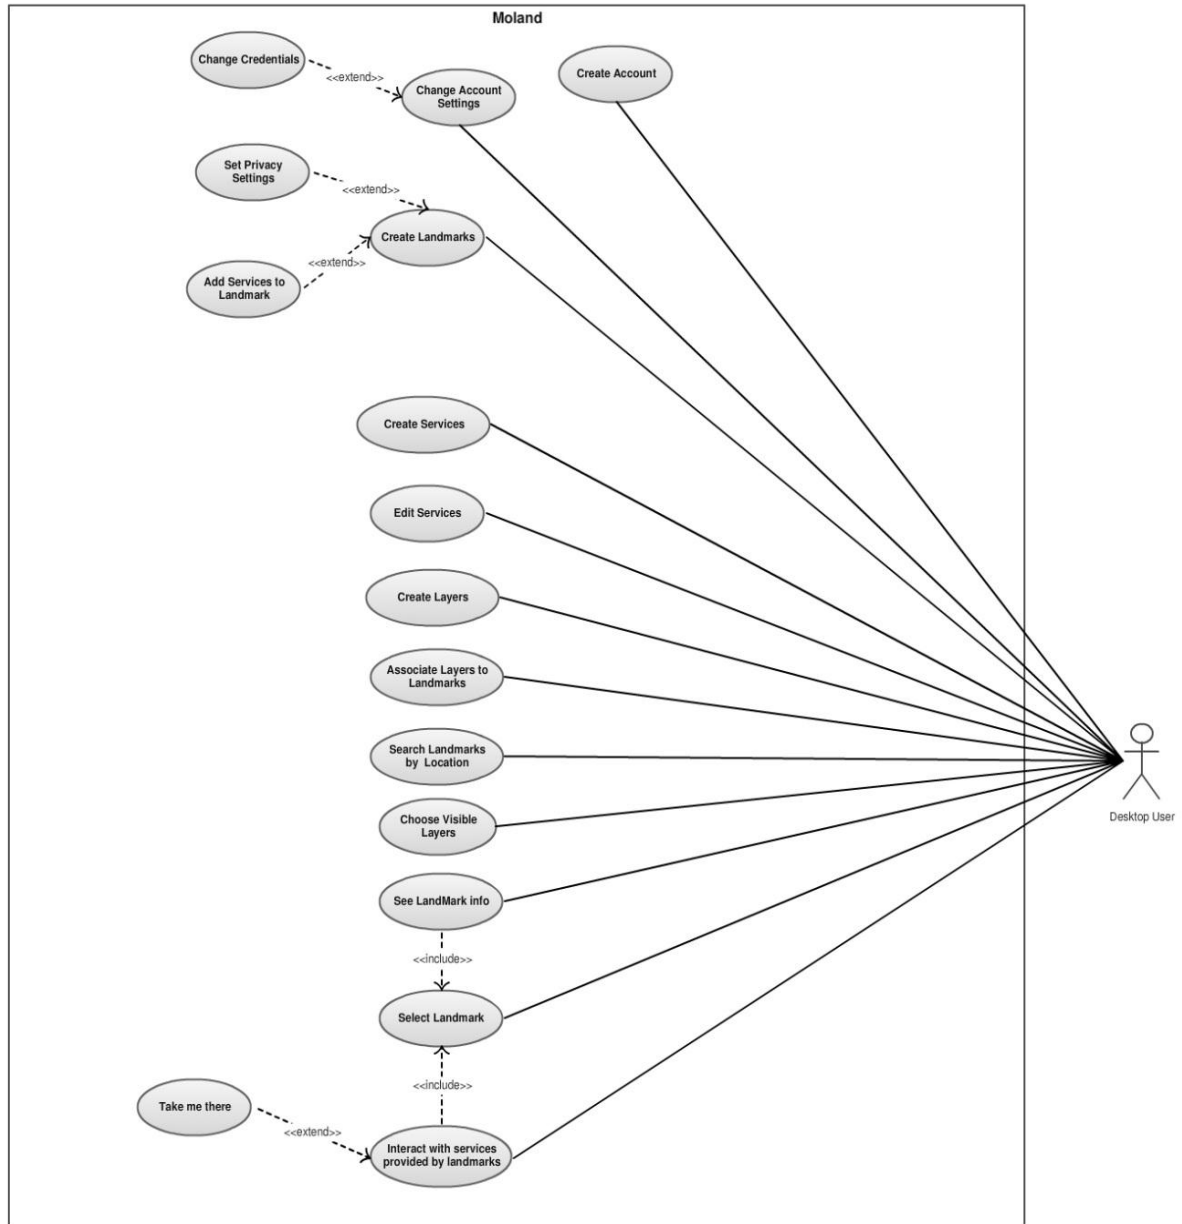 Moland
Change Credentials
<<extend>>
Change Account
Settings
Create Account
Set Privacy
Settings
<<extend>>
Create Landmarks
<<extend>>
Add Services to
Landmark
Create Services
Edit Services
Create Layers
Associate Layers to
Landmarks
Search Landmarks
by Location
Choose Visible
Layers
Desktop User
See LandMark info
<<include>>
Select Landmark
<<include>>
Take me there
<<extend>>
Interact with services
provided by landmarks